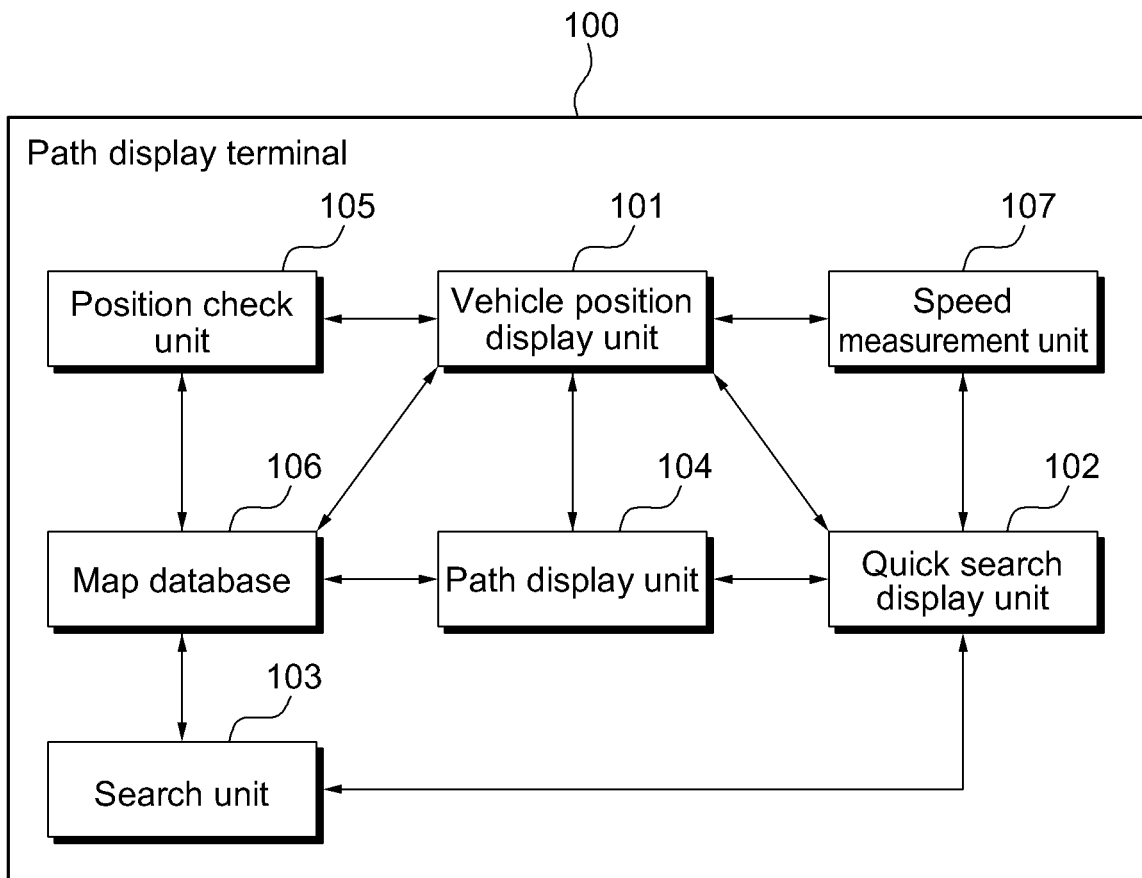 100
Path display terminal
105
101
107
Position check
unit
Vehicle position
display unit
Speed
measurement unit
106
104
102
Map database
Path display unit
Quick search
display unit
103
Search unit